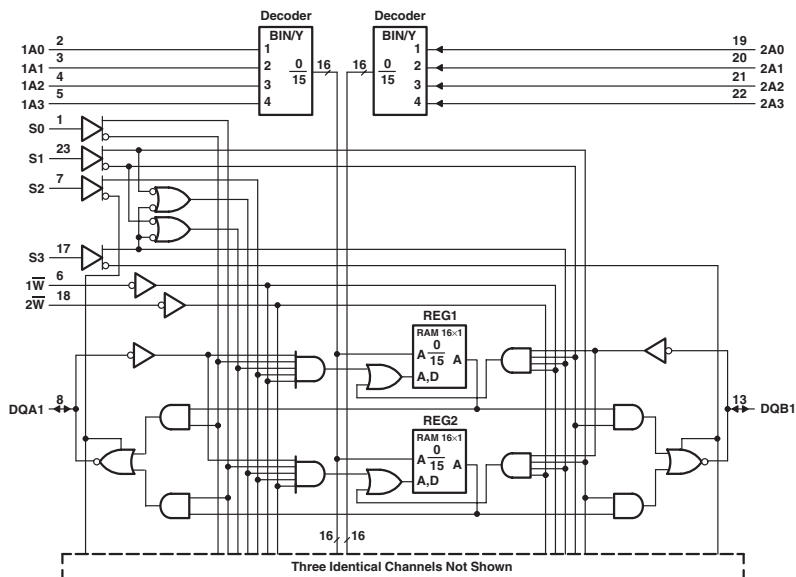 Decoder Decoder
BIN/Y BIN/Y
1A0 2 1 1 19 2A0
1A1 3 2 0/15 16 16 0/15 2 20 2A1
1A2 4 3 3 21 2A2
1A3 5 4 4 22 2A3
S0 1
S1 23
S2 7
S3 17
1W̅ 6
2W̅ 18
REG1
RAM 16×1
A 0/15 A
A,D
DQA1 8 13 DQB1
REG2
RAM 16×1
A 0/15 A
A,D
16 16
Three Identical Channels Not Shown